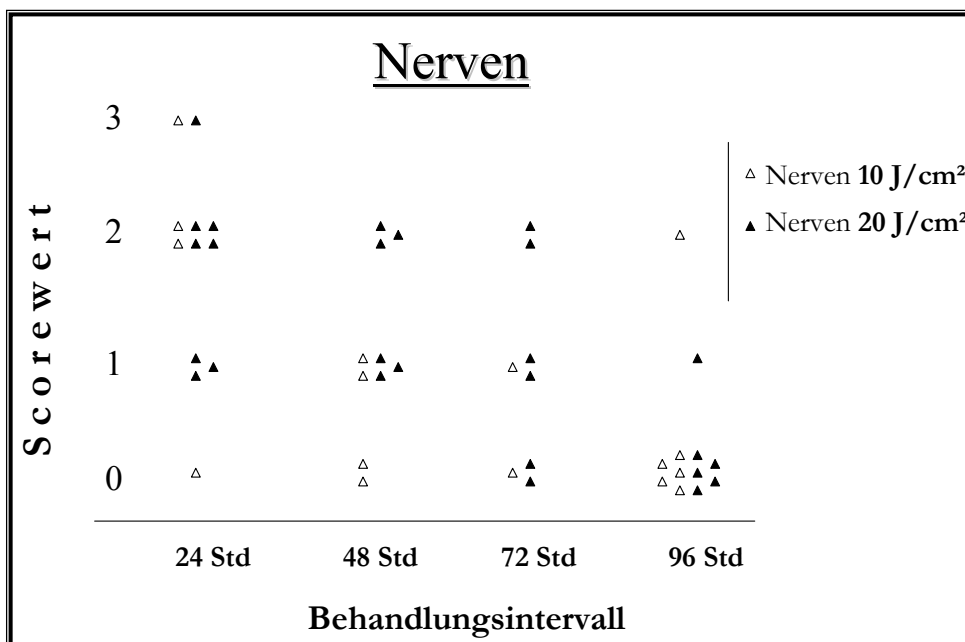 Nerven
3
2
1
0
Scorewert
△ Nerven 10 J/cm²
▲ Nerven 20 J/cm²
24 Std 48 Std 72 Std 96 Std
Behandlungsintervall